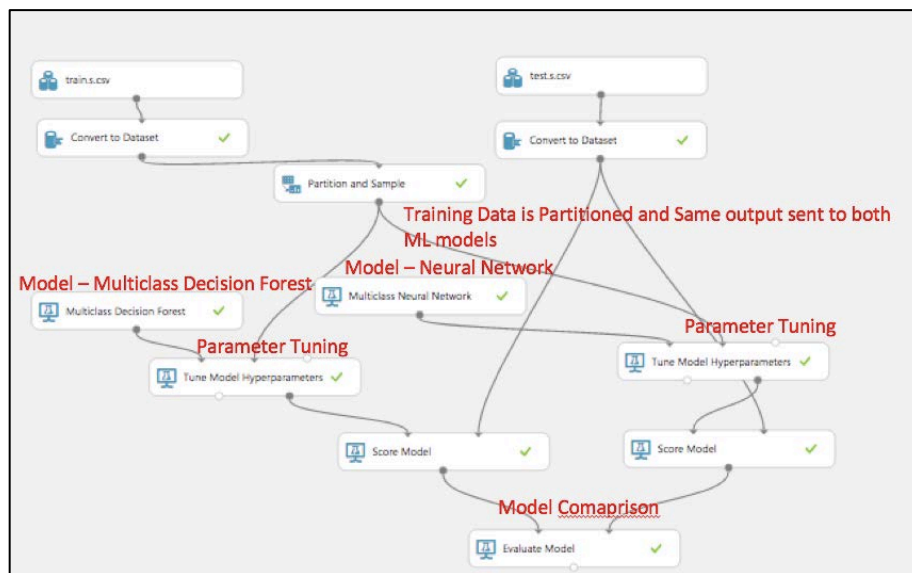 train.s.csv
test.s.csv
Convert to Dataset
Convert to Dataset
Partition and Sample
Training Data is Partitioned and Same output sent to both
ML models
Model – Multiclass Decision Forest
Model – Neural Network
Multiclass Decision Forest
Multiclass Neural Network
Parameter Tuning
Parameter Tuning
Tune Model Hyperparameters
Tune Model Hyperparameters
Score Model
Score Model
Model Comaprison
Evaluate Model